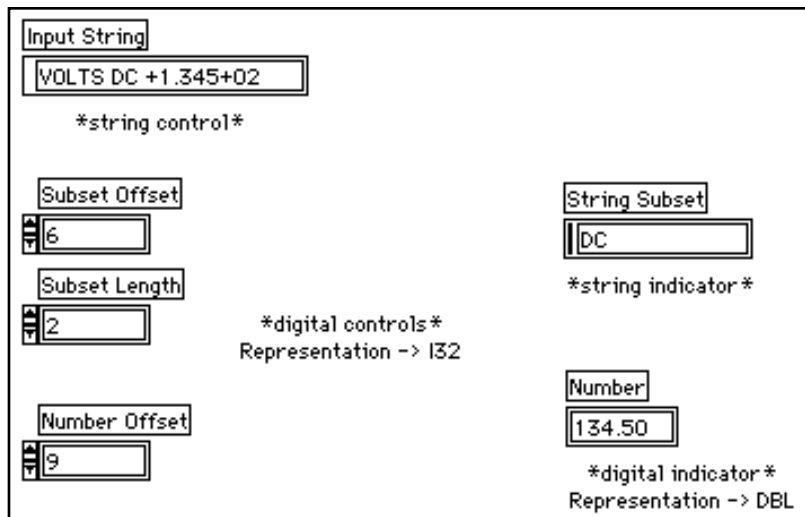 Input String
VOLTS DC +1.345+02
*string control*
Subset Offset
6
String Subset
DC
Subset Length
2
*string indicator*
*digital controls*
Representation -> I32
Number
134.50
Number Offset
9
*digital indicator*
Representation -> DBL